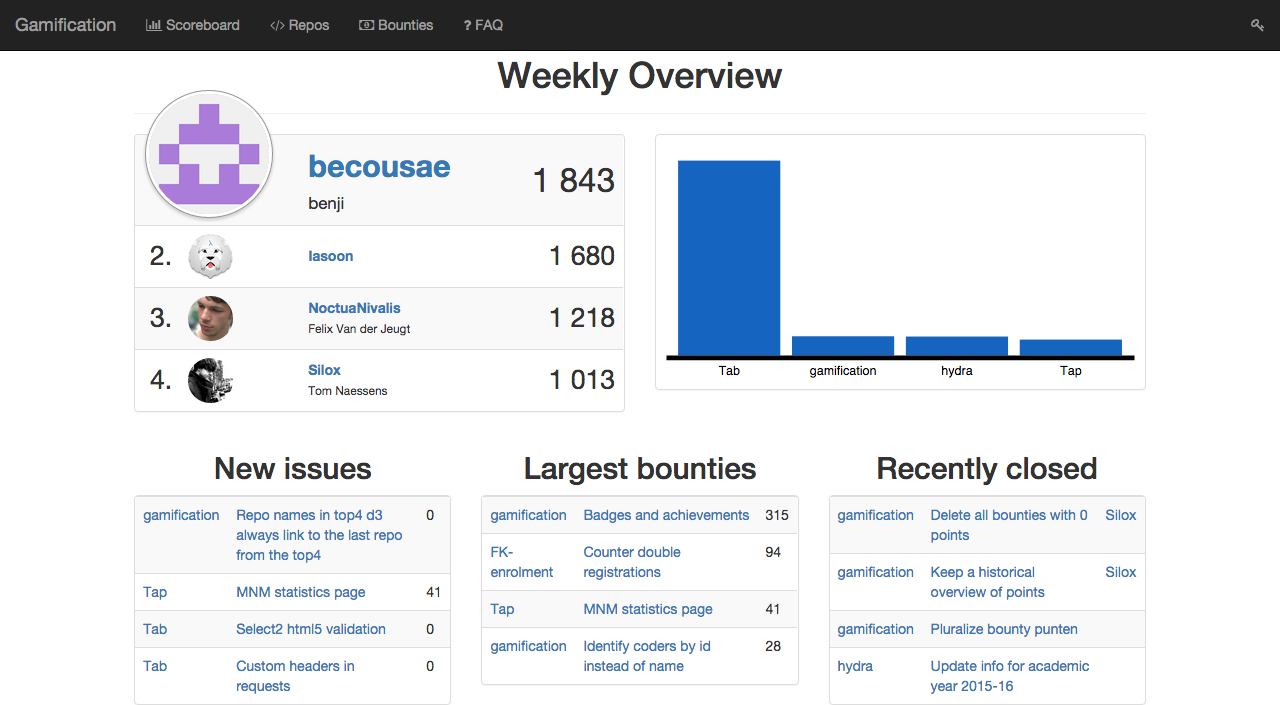 Gamification Scoreboard </> Repos Bounties ? FAQ
Weekly Overview
becousae
benji
1 843
2. Iasoon 1 680
3. NoctuaNivalis
Felix Van der Jeugt
1 218
4. Silox
Tom Naessens
1 013
Tab gamification hydra Tap
New issues
gamification Repo names in top4 d3 0
always link to the last repo
from the top4
Tap MNM statistics page 41
Tab Select2 html5 validation 0
Tab Custom headers in 0
requests
Largest bounties
gamification Badges and achievements 315
FK- Counter double 94
enrolment registrations
Tap MNM statistics page 41
gamification Identify coders by id 28
instead of name
Recently closed
gamification Delete all bounties with 0 Silox
points
gamification Keep a historical Silox
overview of points
gamification Pluralize bounty punten
hydra Update info for academic
year 2015-16